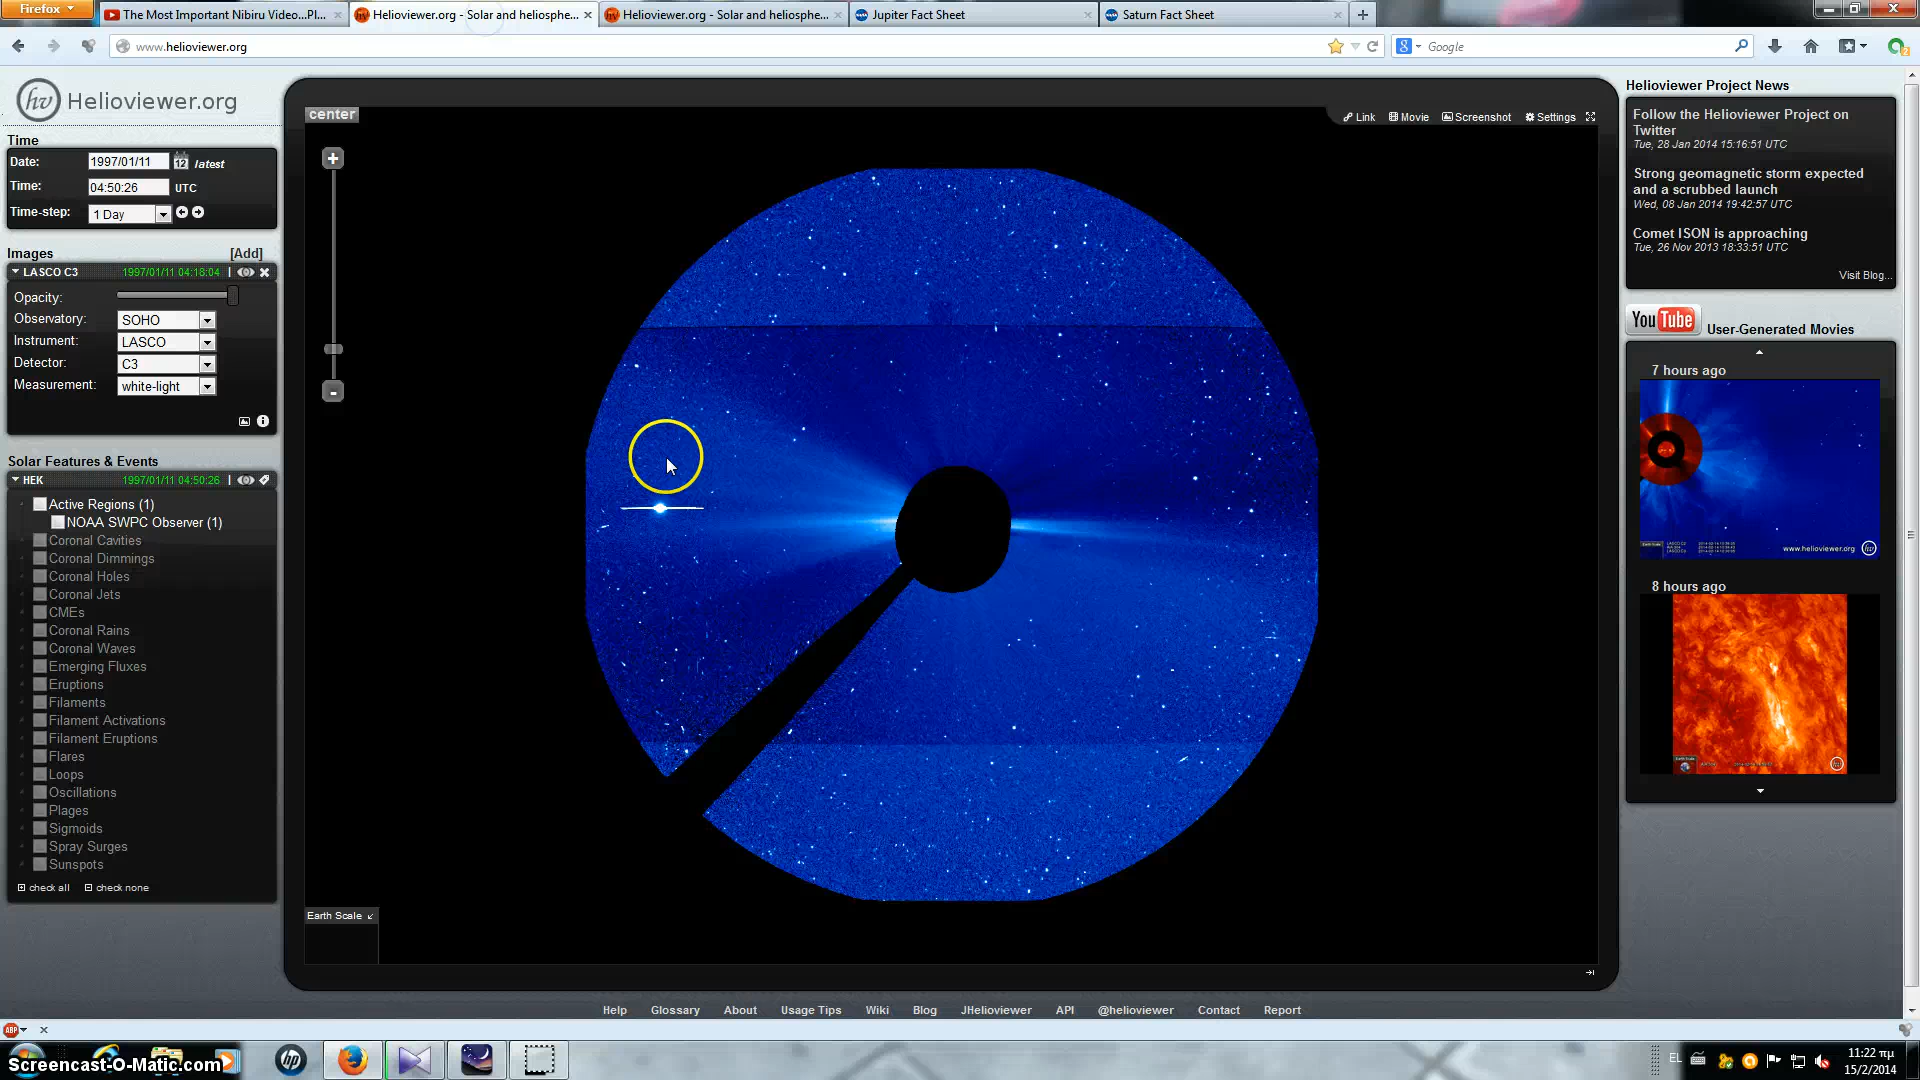 Firefox
The Most Important Nibiru Video...Pl...
Helioviewer.org - Solar and heliosphe...
Helioviewer.org - Solar and heliosphe...
Jupiter Fact Sheet
Saturn Fact Sheet
www.helioviewer.org
Google
Helioviewer.org
Time
Date: 1997/01/11 latest
Time: 04:50:26 UTC
Time-step: 1 Day
Images [Add]
LASCO C3 1997/01/11 04:18:04
Opacity:
Observatory: SOHO
Instrument: LASCO
Detector: C3
Measurement: white-light
Solar Features & Events
HEK 1997/01/11 04:50:26
Active Regions (1)
NOAA SWPC Observer (1)
Coronal Cavities
Coronal Dimmings
Coronal Holes
Coronal Jets
CMEs
Coronal Rains
Coronal Waves
Emerging Fluxes
Eruptions
Filaments
Filament Activations
Filament Eruptions
Flares
Loops
Oscillations
Plages
Sigmoids
Spray Surges
Sunspots
check all check none
center
Link Movie Screenshot Settings
Earth Scale
Helioviewer Project News
Follow the Helioviewer Project on
Twitter
Tue, 28 Jan 2014 15:16:51 UTC
Strong geomagnetic storm expected
and a scrubbed launch
Wed, 08 Jan 2014 19:42:57 UTC
Comet ISON is approaching
Tue, 26 Nov 2013 18:33:51 UTC
Visit Blog...
YouTube User-Generated Movies
7 hours ago
www.helioviewer.org
8 hours ago
Help Glossary About Usage Tips Wiki Blog JHelioviewer API @helioviewer Contact Report
ABP
Screencast-O-Matic.com
hp
EL
11:22 πμ
15/2/2014